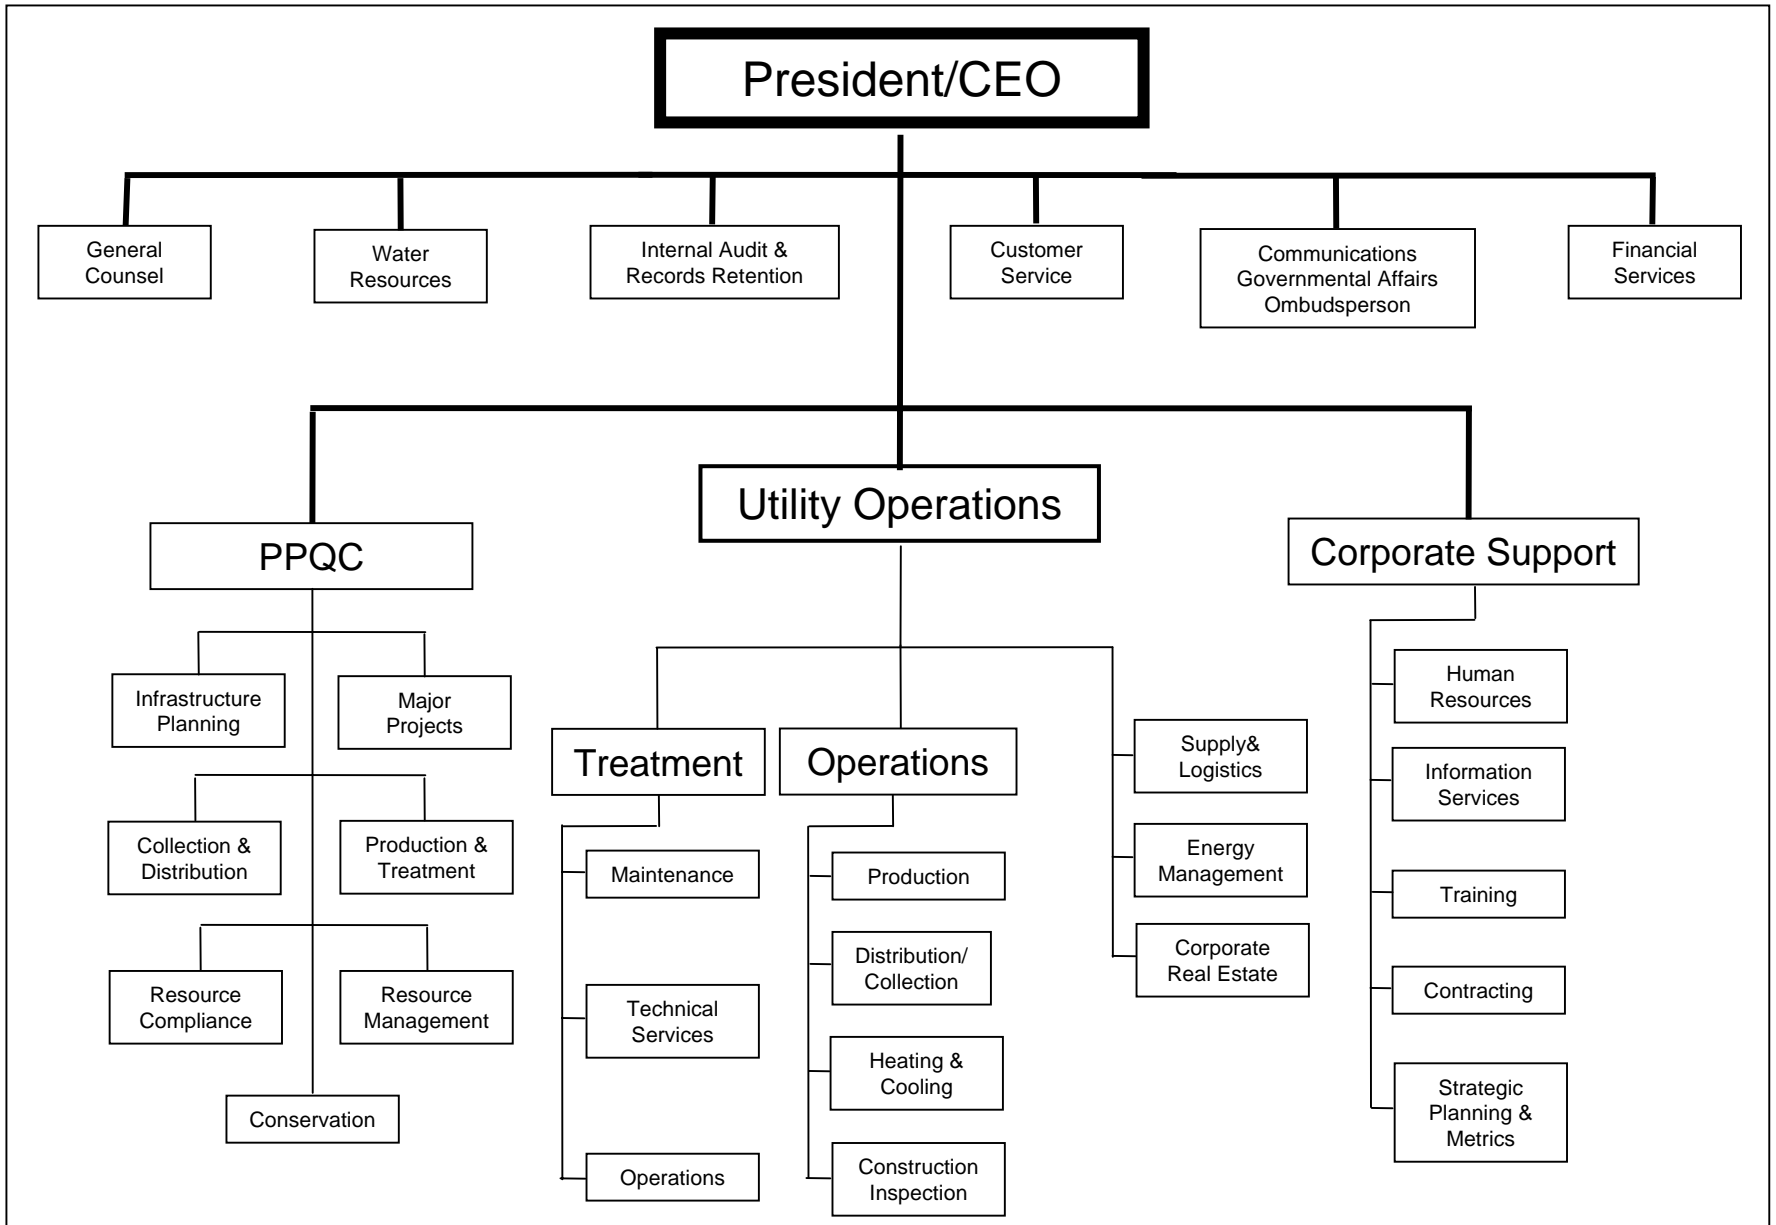 President/CEO
General
Counsel
Water
Resources
Internal Audit &
Records Retention
Customer
Service
Communications
Governmental Affairs
Ombudsperson
Financial
Services
PPQC
Utility Operations
Corporate Support
Infrastructure
Planning
Major
Projects
Collection &
Distribution
Production &
Treatment
Resource
Compliance
Resource
Management
Conservation
Treatment
Maintenance
Technical
Services
Operations
Operations
Production
Distribution/
Collection
Heating &
Cooling
Construction
Inspection
Supply&
Logistics
Energy
Management
Corporate
Real Estate
Human
Resources
Information
Services
Training
Contracting
Strategic
Planning &
Metrics